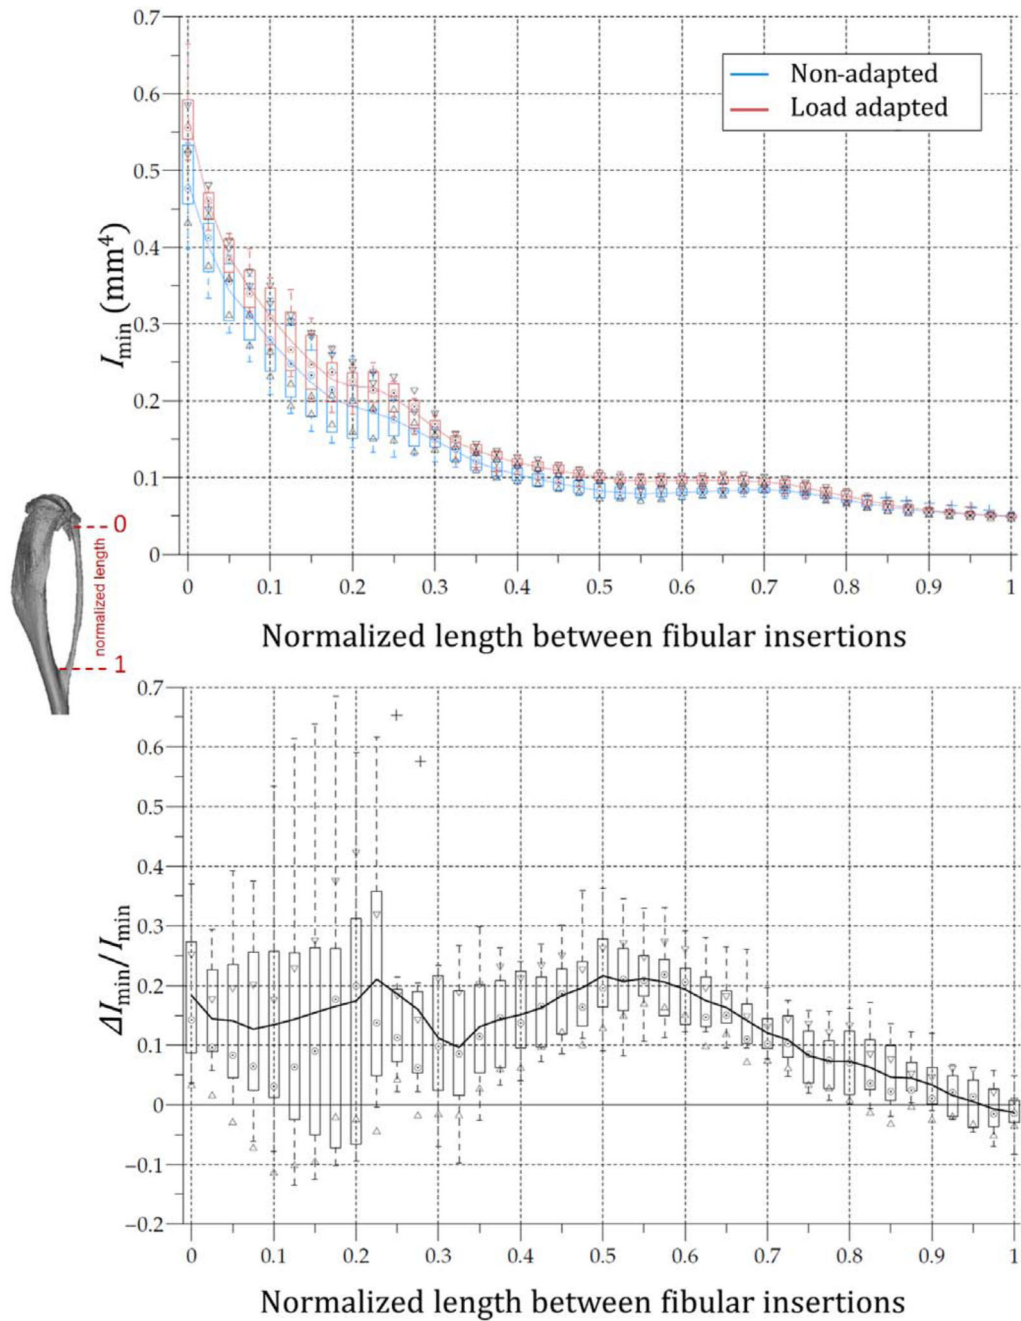 0.7
0.6
0.5
0.4
0.3
0.2
0.1
0
I_min (mm⁴)
Non-adapted
Load adapted
0 0.1 0.2 0.3 0.4 0.5 0.6 0.7 0.8 0.9 1
Normalized length between fibular insertions
0
normalized length
1
0.7
0.6
0.5
0.4
0.3
0.2
0.1
0
−0.1
−0.2
ΔI_min/I_min
0 0.1 0.2 0.3 0.4 0.5 0.6 0.7 0.8 0.9 1
Normalized length between fibular insertions